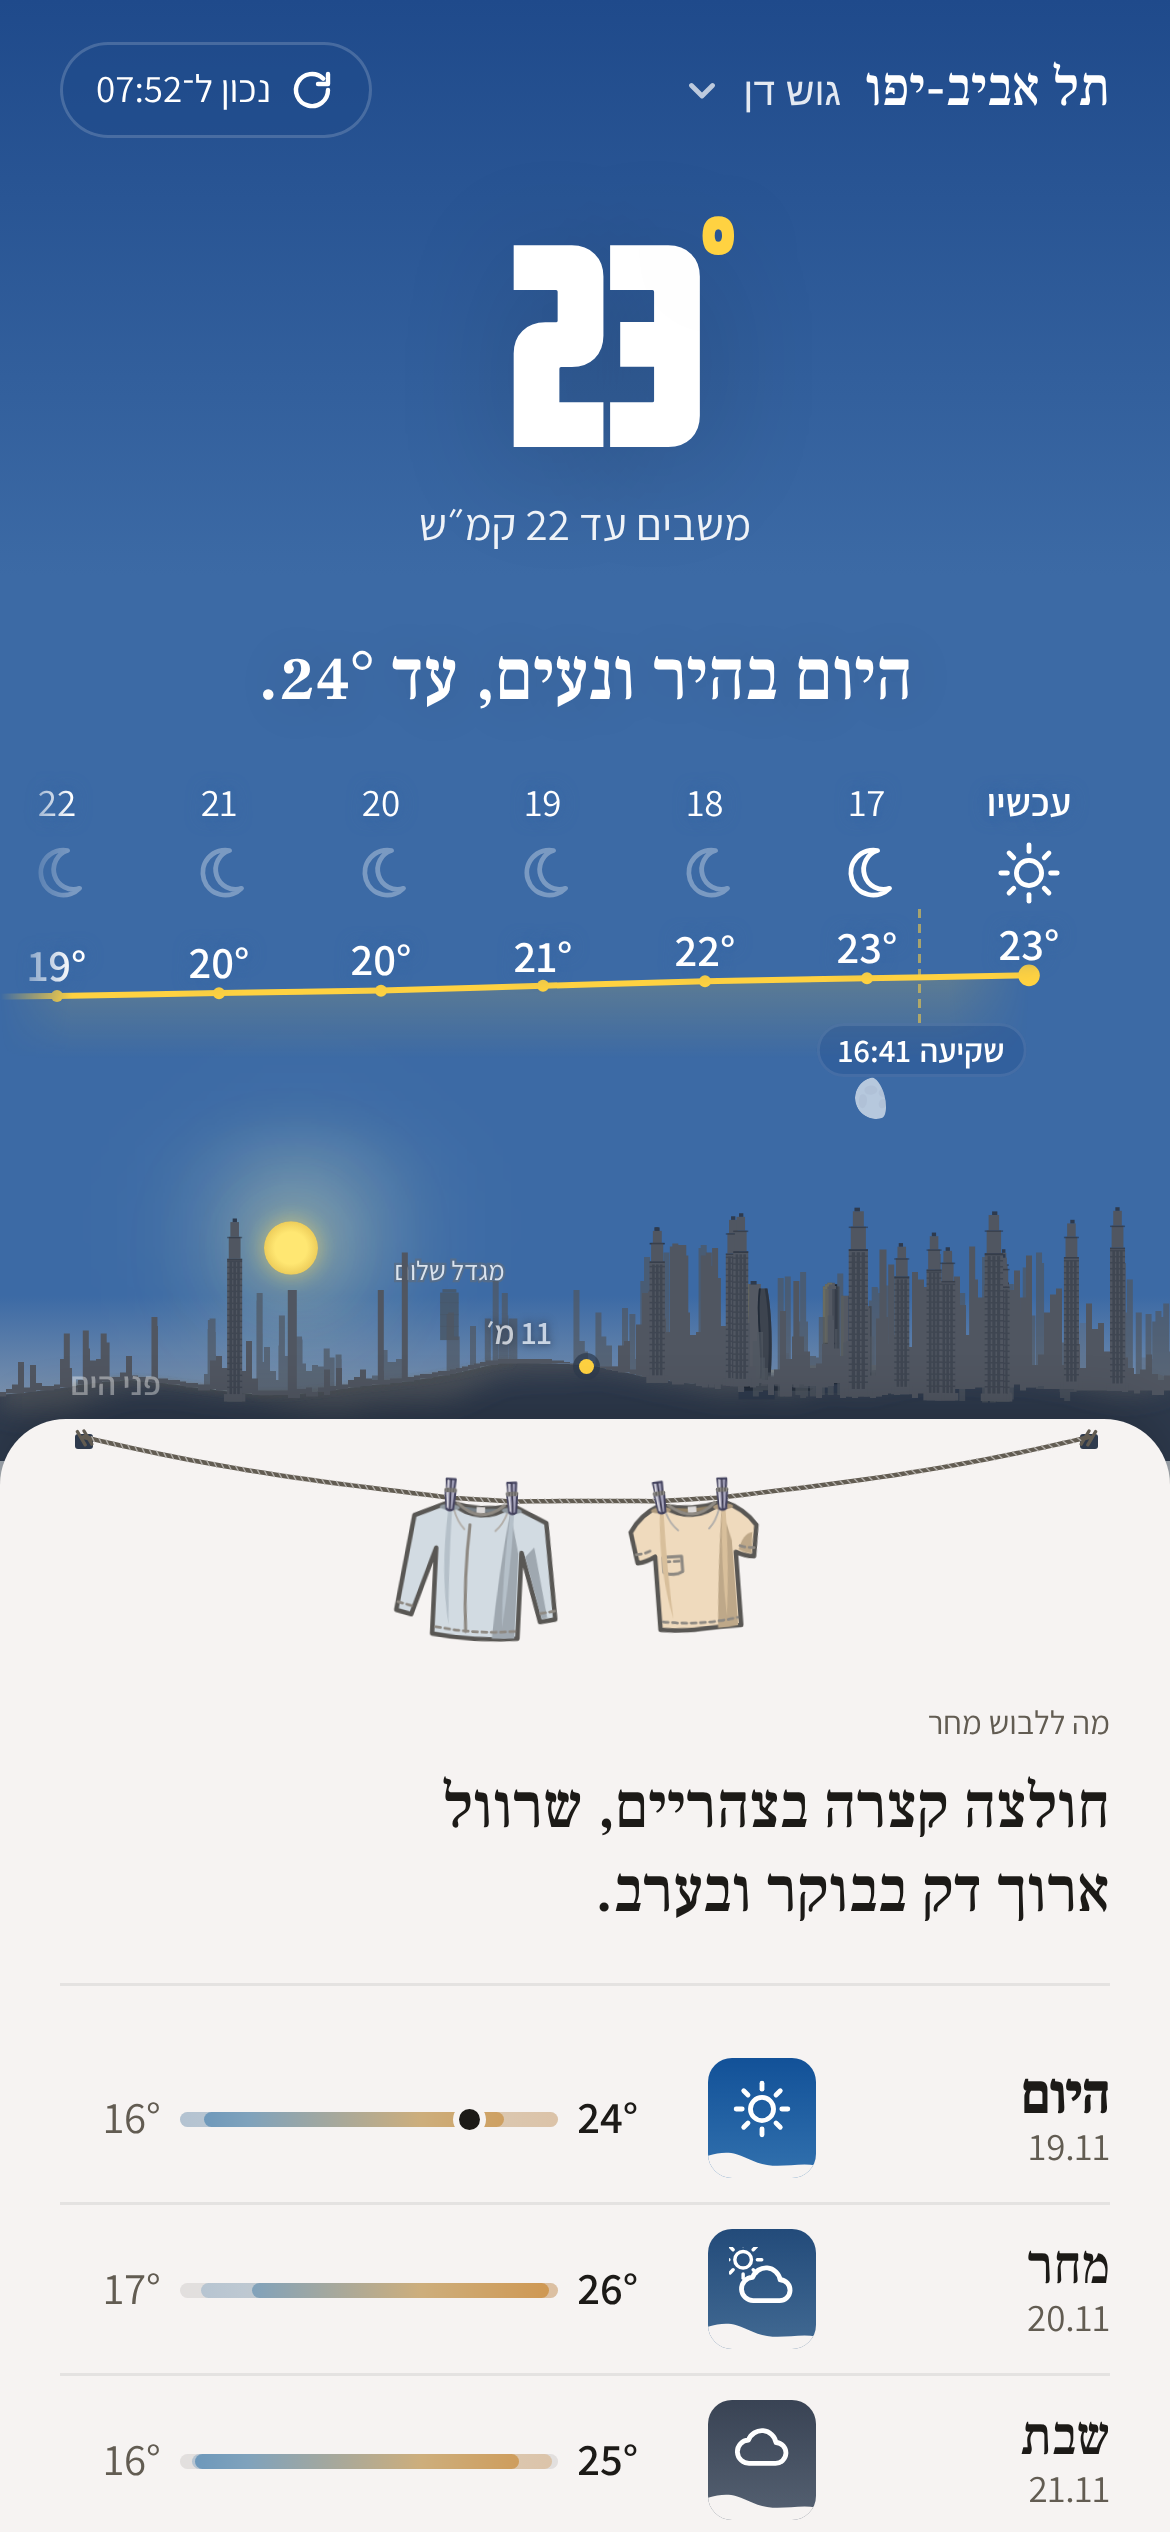 תל אביב-יפו גוש דן
נכון ל־07:52
23°
משבים עד 22 קמ״ש
היום בהיר ונעים, עד 24°.
עכשיו 17 18 19 20 21 22
23° 23° 22° 21° 20° 20° 19°
שקיעה 16:41
מגדל שלום
11 מ׳
פני הים
מה ללבוש מחר
חולצה קצרה בצהריים, שרוול
ארוך דק בבוקר ובערב.
היום 24° 16°
19.11
מחר 26° 17°
20.11
שבת 25° 16°
21.11